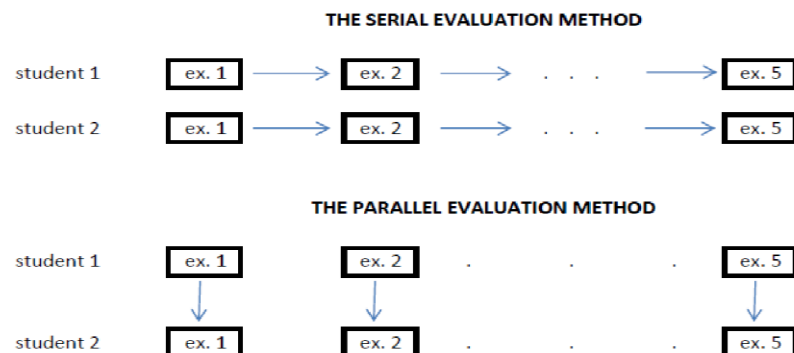 THE SERIAL EVALUATION METHOD
student 1 ex. 1 ex. 2 . . . ex. 5
student 2 ex. 1 ex. 2 . . . ex. 5
THE PARALLEL EVALUATION METHOD
student 1 ex. 1 ex. 2 . . . ex. 5
student 2 ex. 1 ex. 2 . . . ex. 5